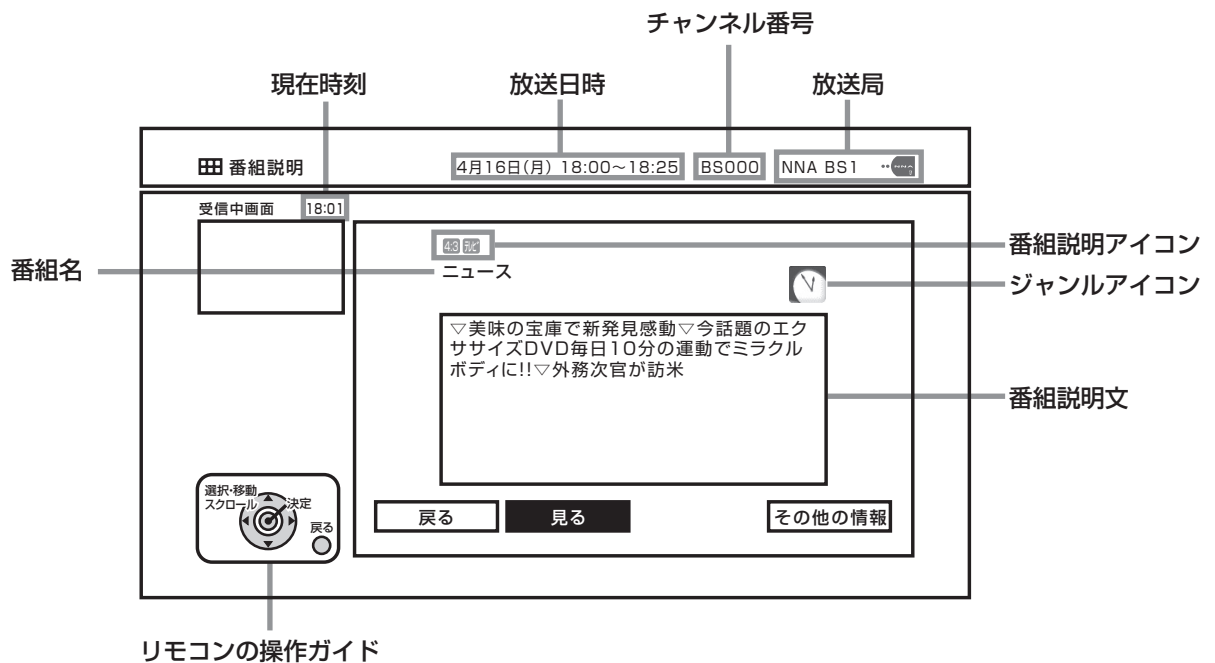 チャンネル番号
現在時刻
放送日時
放送局
番組説明
4月16日(月) 18:00～18:25
BS000
NNA BS1
受信中画面
18:01
4:3 テレビ
番組説明アイコン
番組名
ニュース
ジャンルアイコン
▽美味の宝庫で新発見感動▽今話題のエク
ササイズDVD毎日10分の運動でミラクル
ボディに!!▽外務次官が訪米
番組説明文
選択・移動
スクロール
決定
戻る
戻る
見る
その他の情報
リモコンの操作ガイド